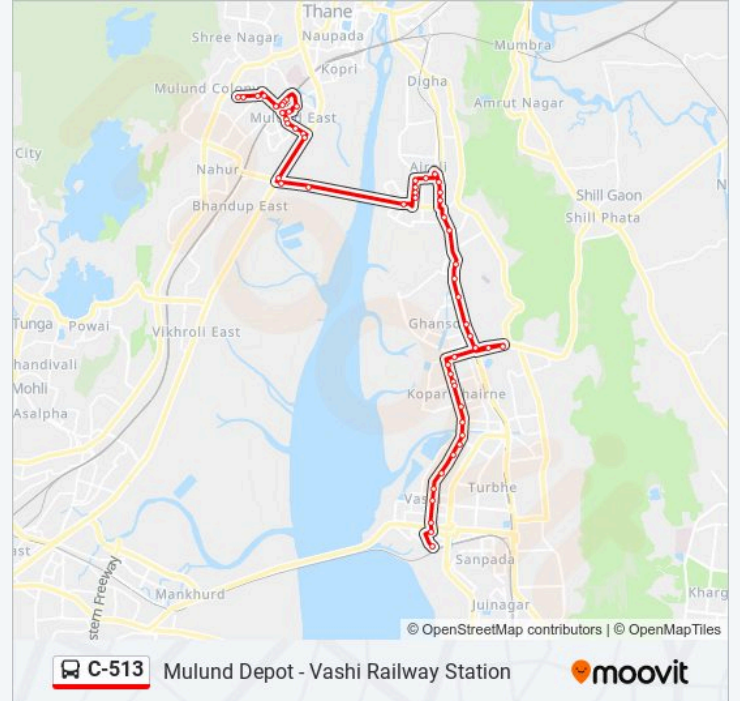 Thane
Shree Nagar
Naupada
Mumbra
Kopri
Digha
Mulund Colony
Amrut Nagar
Mulund East
City
Nahur
Airoli
Shill Gaon
Bhandup East
Shill Phata
Tunga
Powai
Vikhroli East
Ghanso
handivali
Mohli
Kopar Khairne
Asalpha
Turbhe
Vashi
Sanpada
Mankhurd
Kharg
Juinagar
stern Freeway
© OpenStreetMap contributors | © OpenMapTiles
C-513 Mulund Depot - Vashi Railway Station
moovit